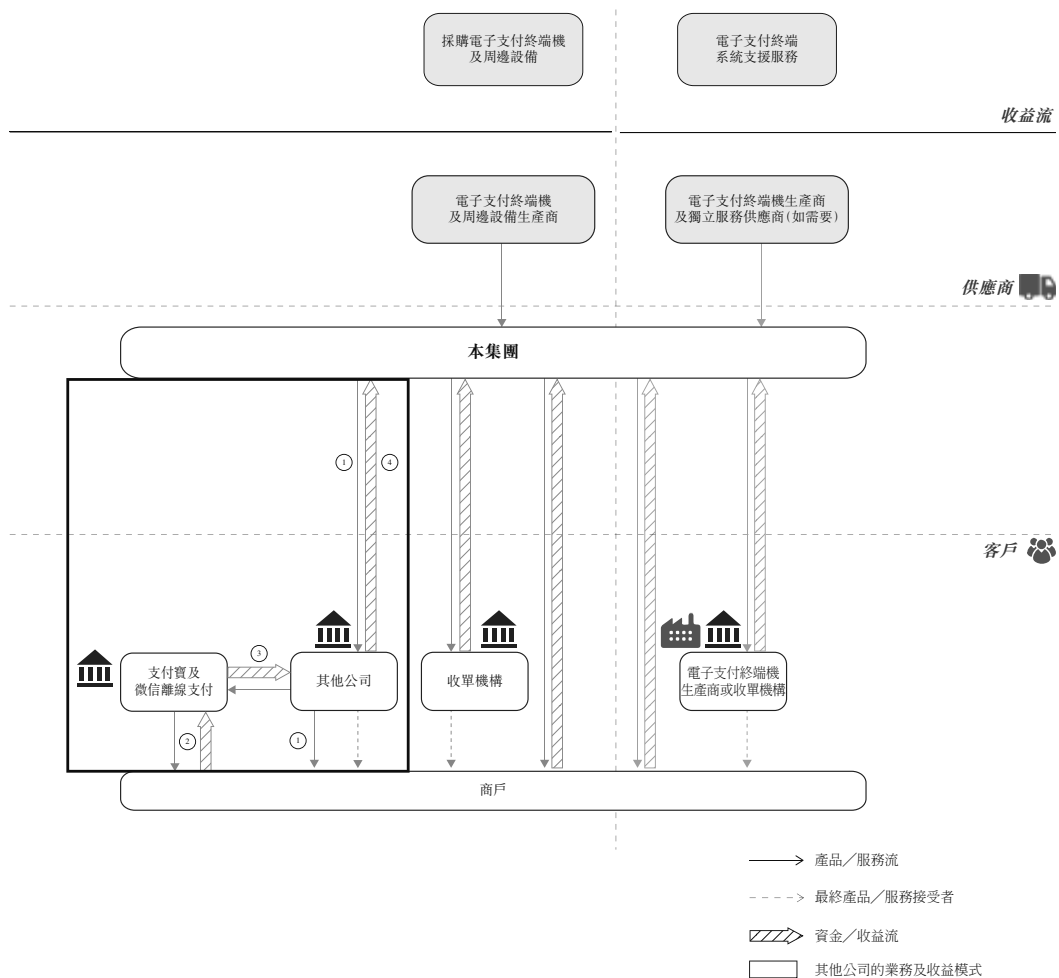 採購電子支付終端機
及周邊設備
電子支付終端
系統支援服務
收益流
電子支付終端機
及周邊設備生產商
電子支付終端機生產商
及獨立服務供應商(如需要)
供應商
本集團
1
4
客戶
支付寶及
微信離線支付
3
其他公司
收單機構
電子支付終端機
生產商或收單機構
2
1
商戶
產品／服務流
最終產品／服務接受者
資金／收益流
其他公司的業務及收益模式